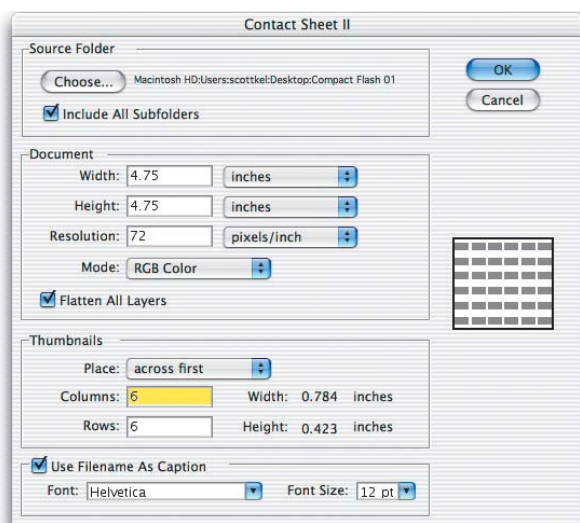 Contact Sheet II
Source Folder
Choose... Macintosh HD:Users:scottkel:Desktop:Compact Flash 01
Include All Subfolders
OK
Cancel
Document
Width: 4.75 inches
Height: 4.75 inches
Resolution: 72 pixels/inch
Mode: RGB Color
Flatten All Layers
Thumbnails
Place: across first
Columns: 6 Width: 0.784 inches
Rows: 6 Height: 0.423 inches
Use Filename As Caption
Font: Helvetica Font Size: 12 pt